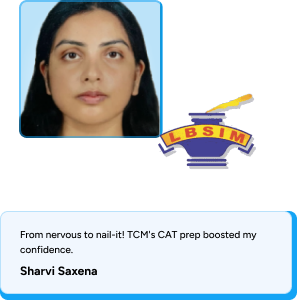 LBSIM
From nervous to nail-it! TCM's CAT prep boosted my
confidence.
Sharvi Saxena